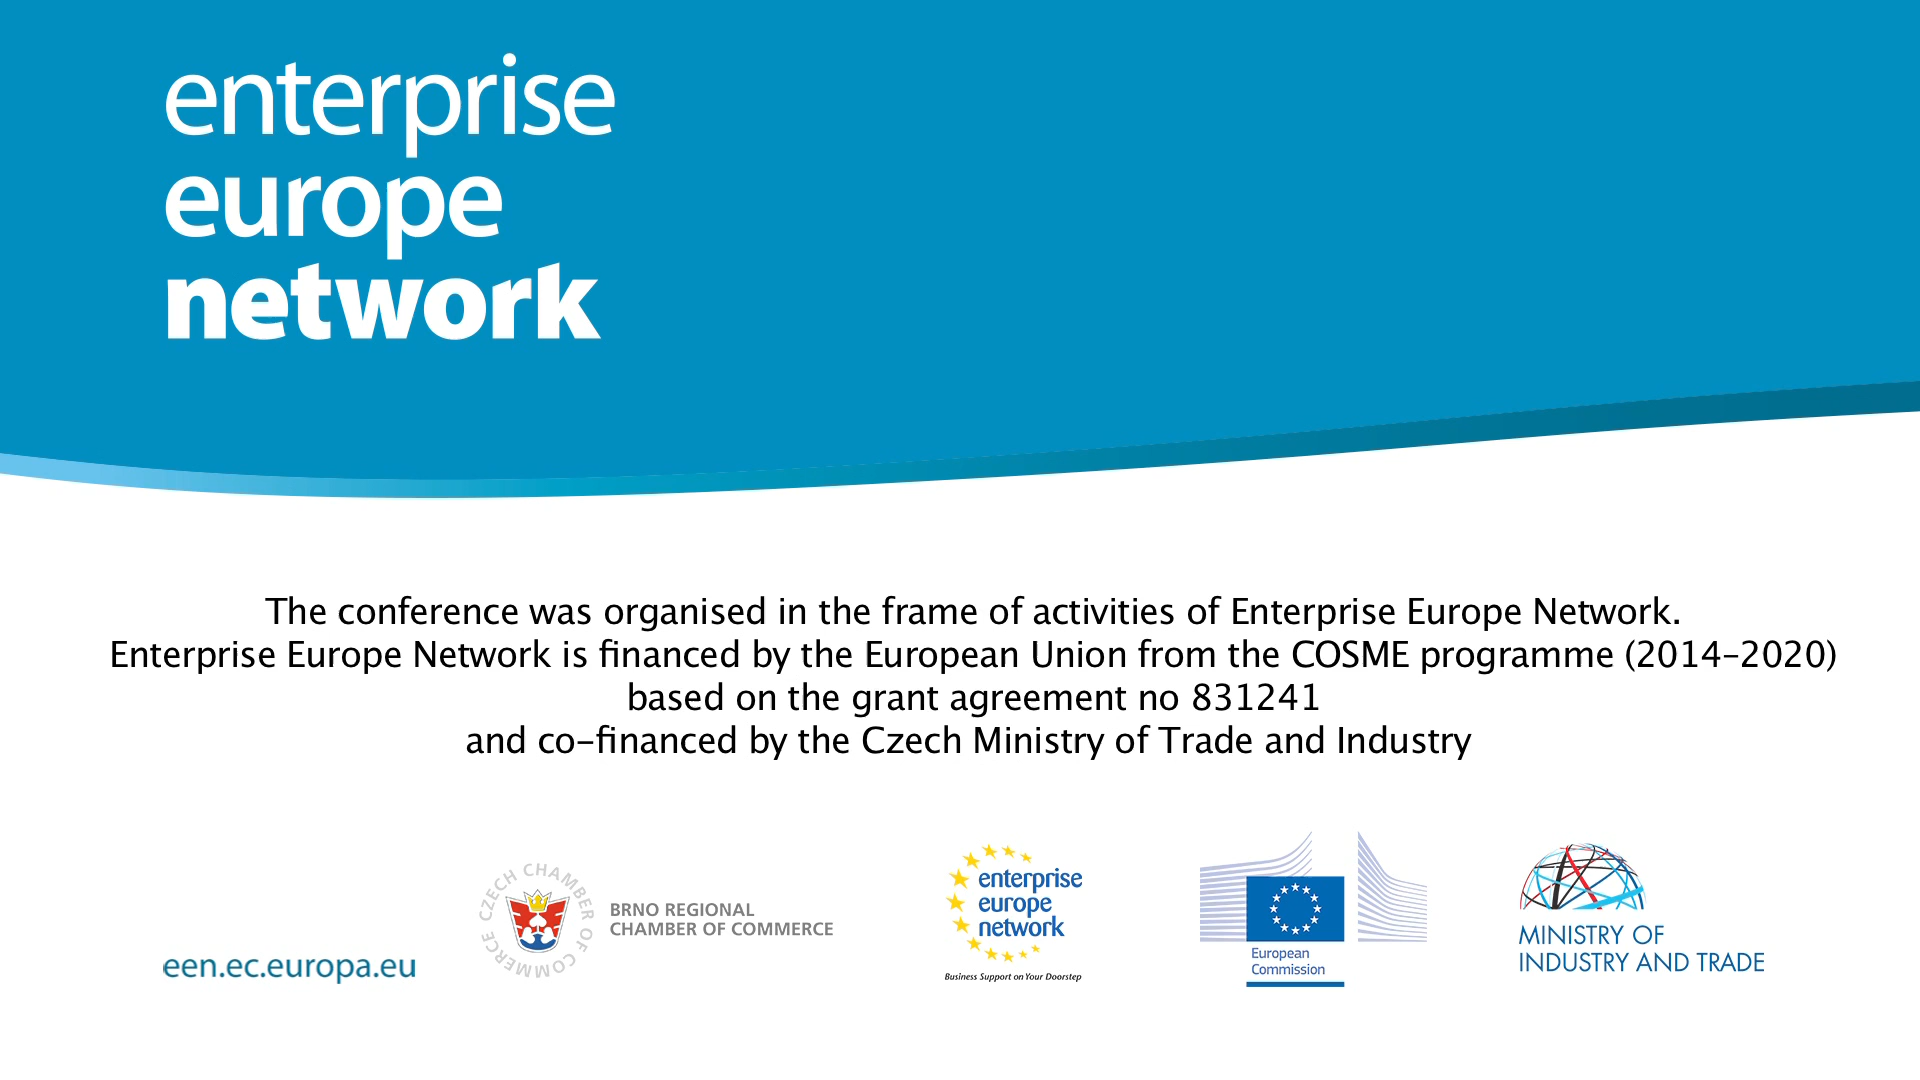 enterprise
europe
network
The conference was organised in the frame of activities of Enterprise Europe Network.
Enterprise Europe Network is financed by the European Union from the COSME programme (2014–2020)
based on the grant agreement no 831241
and co–financed by the Czech Ministry of Trade and Industry
een.ec.europa.eu
CZECH CHAMBER OF COMMERCE
BRNO REGIONAL
CHAMBER OF COMMERCE
enterprise
europe
network
Business Support on Your Doorstep
European
Commission
MINISTRY OF
INDUSTRY AND TRADE